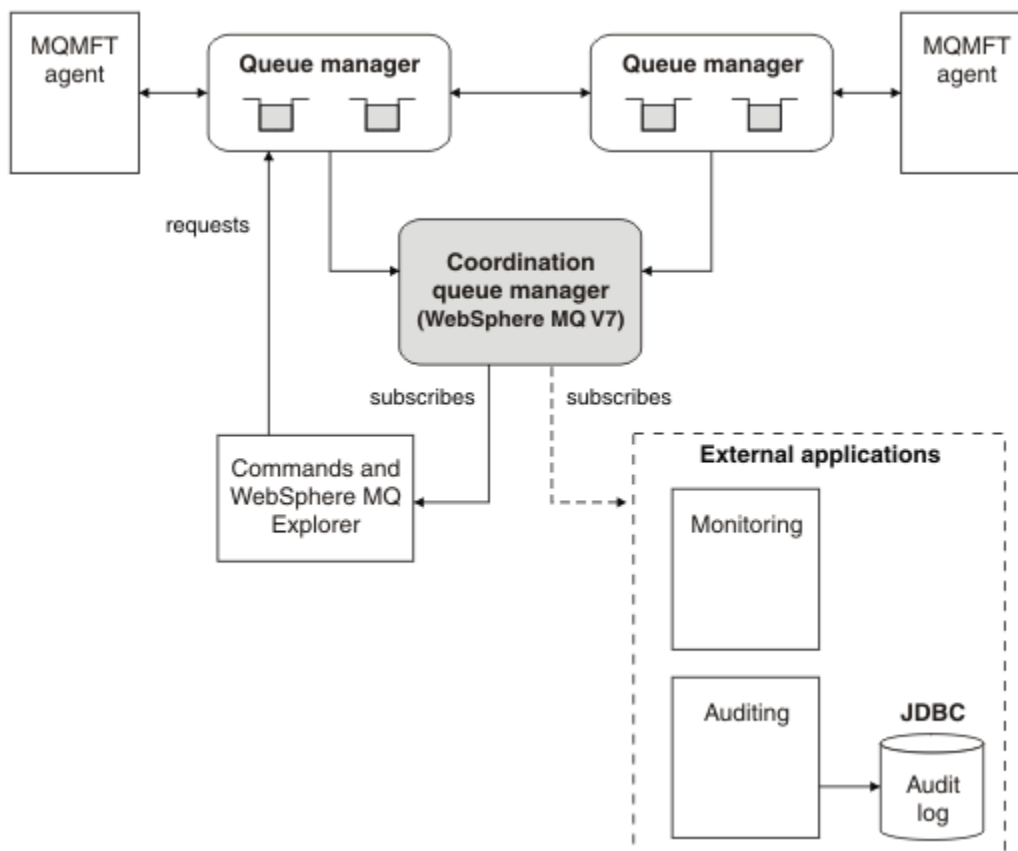 MQMFT
agent
Queue manager
Queue manager
MQMFT
agent
requests
Coordination
queue manager
(WebSphere MQ V7)
subscribes
subscribes
Commands and
WebSphere MQ
Explorer
External applications
Monitoring
Auditing
JDBC
Audit
log